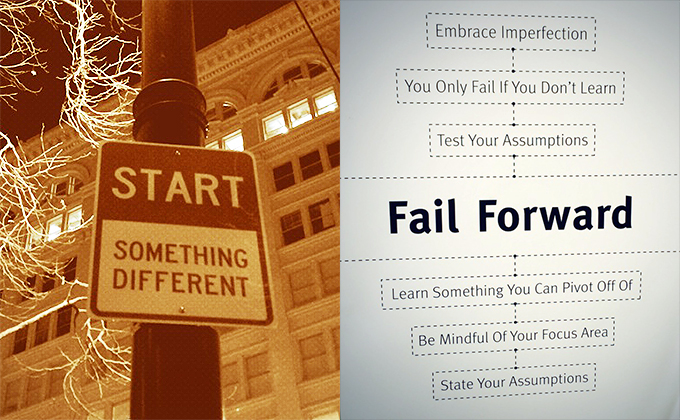 START
SOMETHING
DIFFERENT
Embrace Imperfection
You Only Fail If You Don't Learn
Test Your Assumptions
Fail Forward
Learn Something You Can Pivot Off Of
Be Mindful Of Your Focus Area
State Your Assumptions